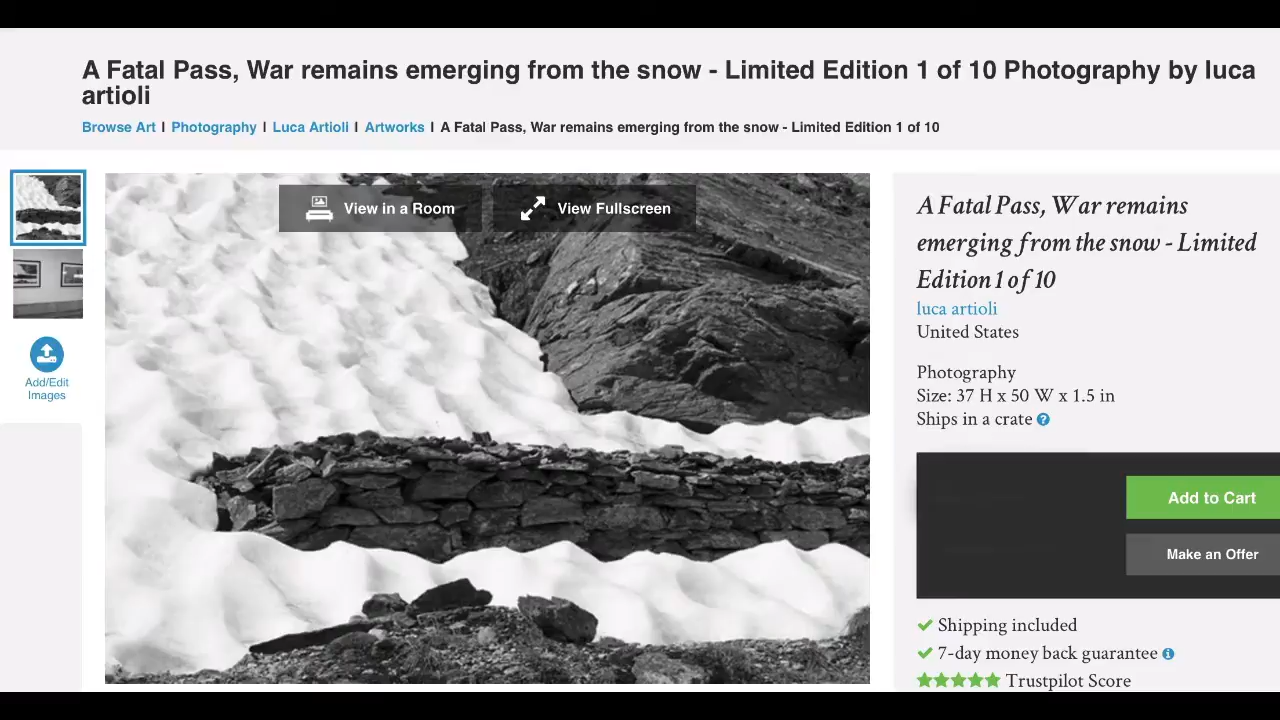 A Fatal Pass, War remains emerging from the snow - Limited Edition 1 of 10 Photography by luca
artioli
Browse Art I Photography I Luca Artioli I Artworks I A Fatal Pass, War remains emerging from the snow - Limited Edition 1 of 10
View in a Room
View Fullscreen
Add/Edit
Images
A Fatal Pass, War remains
emerging from the snow - Limited
Edition 1 of 10
luca artioli
United States
Photography
Size: 37 H x 50 W x 1.5 in
Ships in a crate ?
Add to Cart
Make an Offer
Shipping included
7-day money back guarantee i
Trustpilot Score